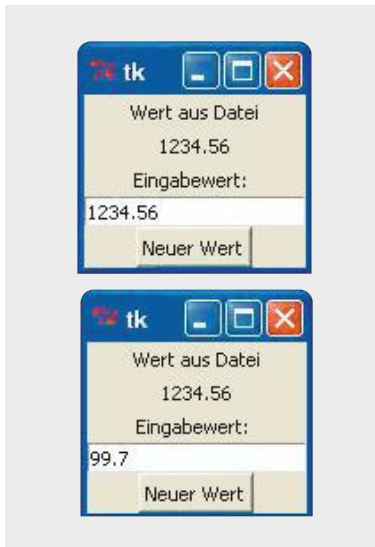 tk
Wert aus Datei
1234.56
Eingabewert:
1234.56
Neuer Wert
tk
Wert aus Datei
1234.56
Eingabewert:
99.7
Neuer Wert